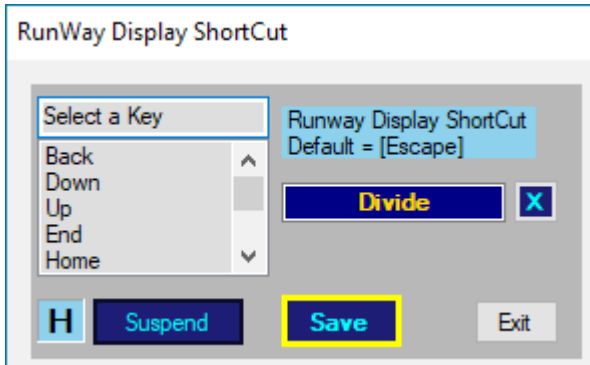 RunWay Display ShortCut
Select a Key
Back
Down
Up
End
Home
Runway Display ShortCut
Default = [Escape]
Divide
X
H
Suspend
Save
Exit